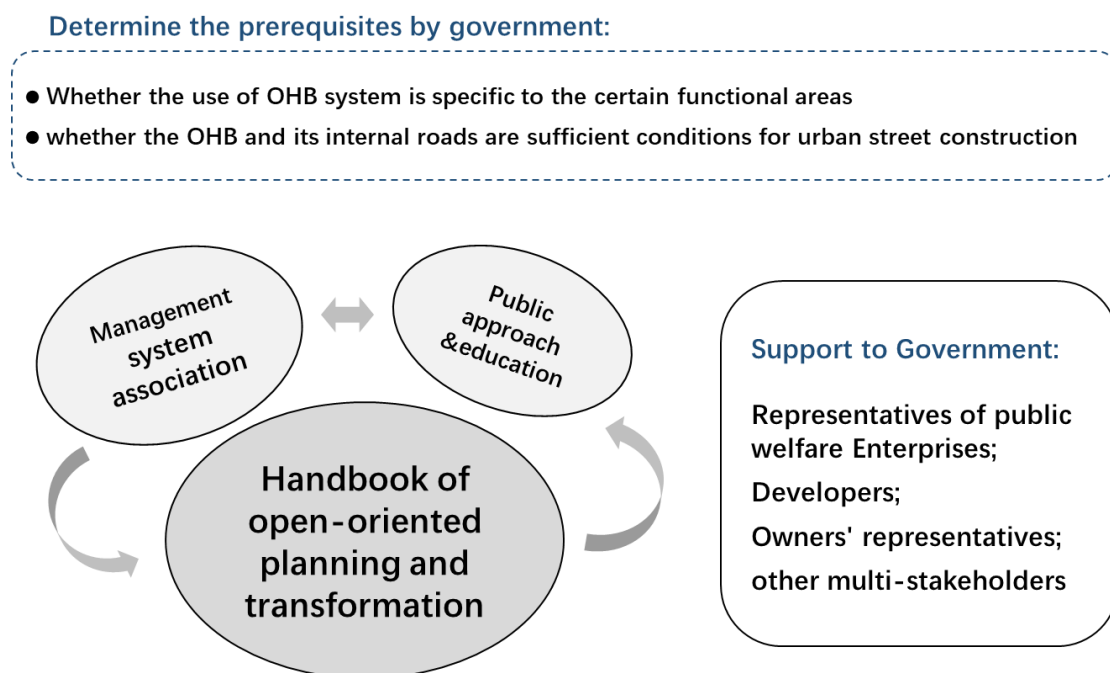 Determine the prerequisites by government:
● Whether the use of OHB system is specific to the certain functional areas
● whether the OHB and its internal roads are sufficient conditions for urban street construction
Management
system
association
Public
approach
&education
Handbook of
open-oriented
planning and
transformation
Support to Government:
Representatives of public
welfare Enterprises;
Developers;
Owners' representatives;
other multi-stakeholders